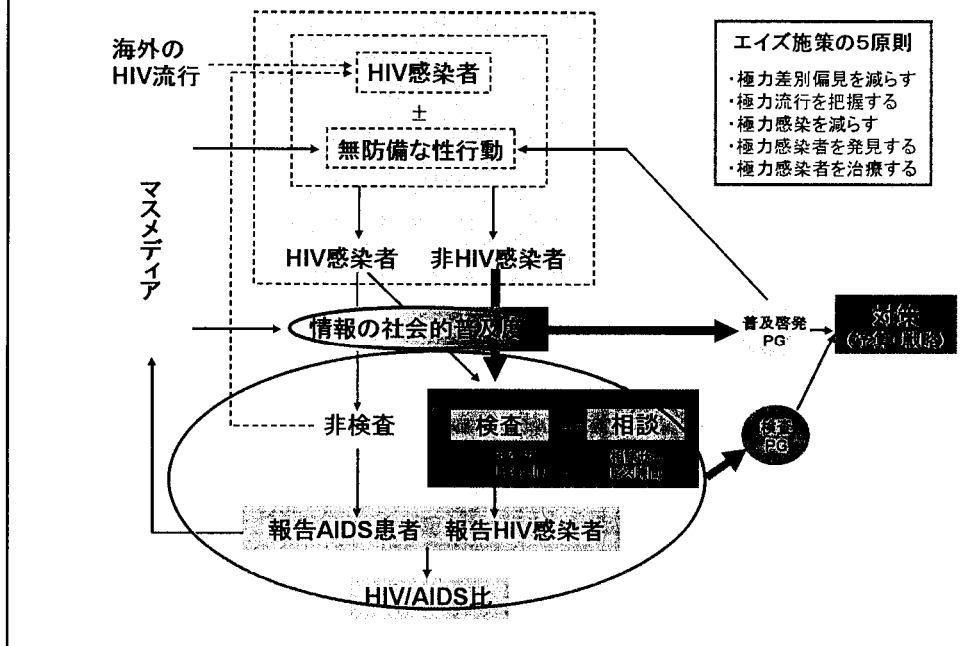 海外の
HIV流行
HIV感染者
±
無防備な性行動
エイズ施策の5原則
・極力差別偏見を減らす
・極力流行を把握する
・極力感染を減らす
・極力感染者を発見する
・極力感染者を治療する
マスメディア
HIV感染者
非HIV感染者
情報の社会的普及度
普及啓発
PG
対策
非検査
検査
相談
検査
PG
報告AIDS患者
報告HIV感染者
HIV/AIDS比